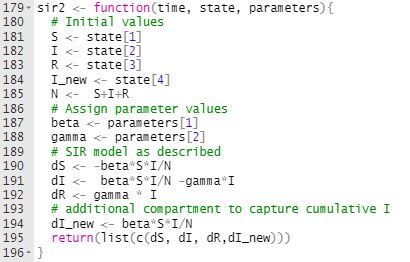 179 sir2 <- function(time, state, parameters){
180 # Initial values
181 S <- state[1]
182 I <- state[2]
183 R <- state[3]
184 I_new <- state[4]
185 N <- S+I+R
186 # Assign parameter values
187 beta <- parameters[1]
188 gamma <- parameters[2]
189 # SIR model as described
190 dS <- -beta*S*I/N
191 dI <- beta*S*I/N -gamma*I
192 dR <- gamma * I
193 # additional compartment to capture cumulative I
194 dI_new <- beta*S*I/N
195 return(list(c(dS, dI, dR,dI_new)))
196 }